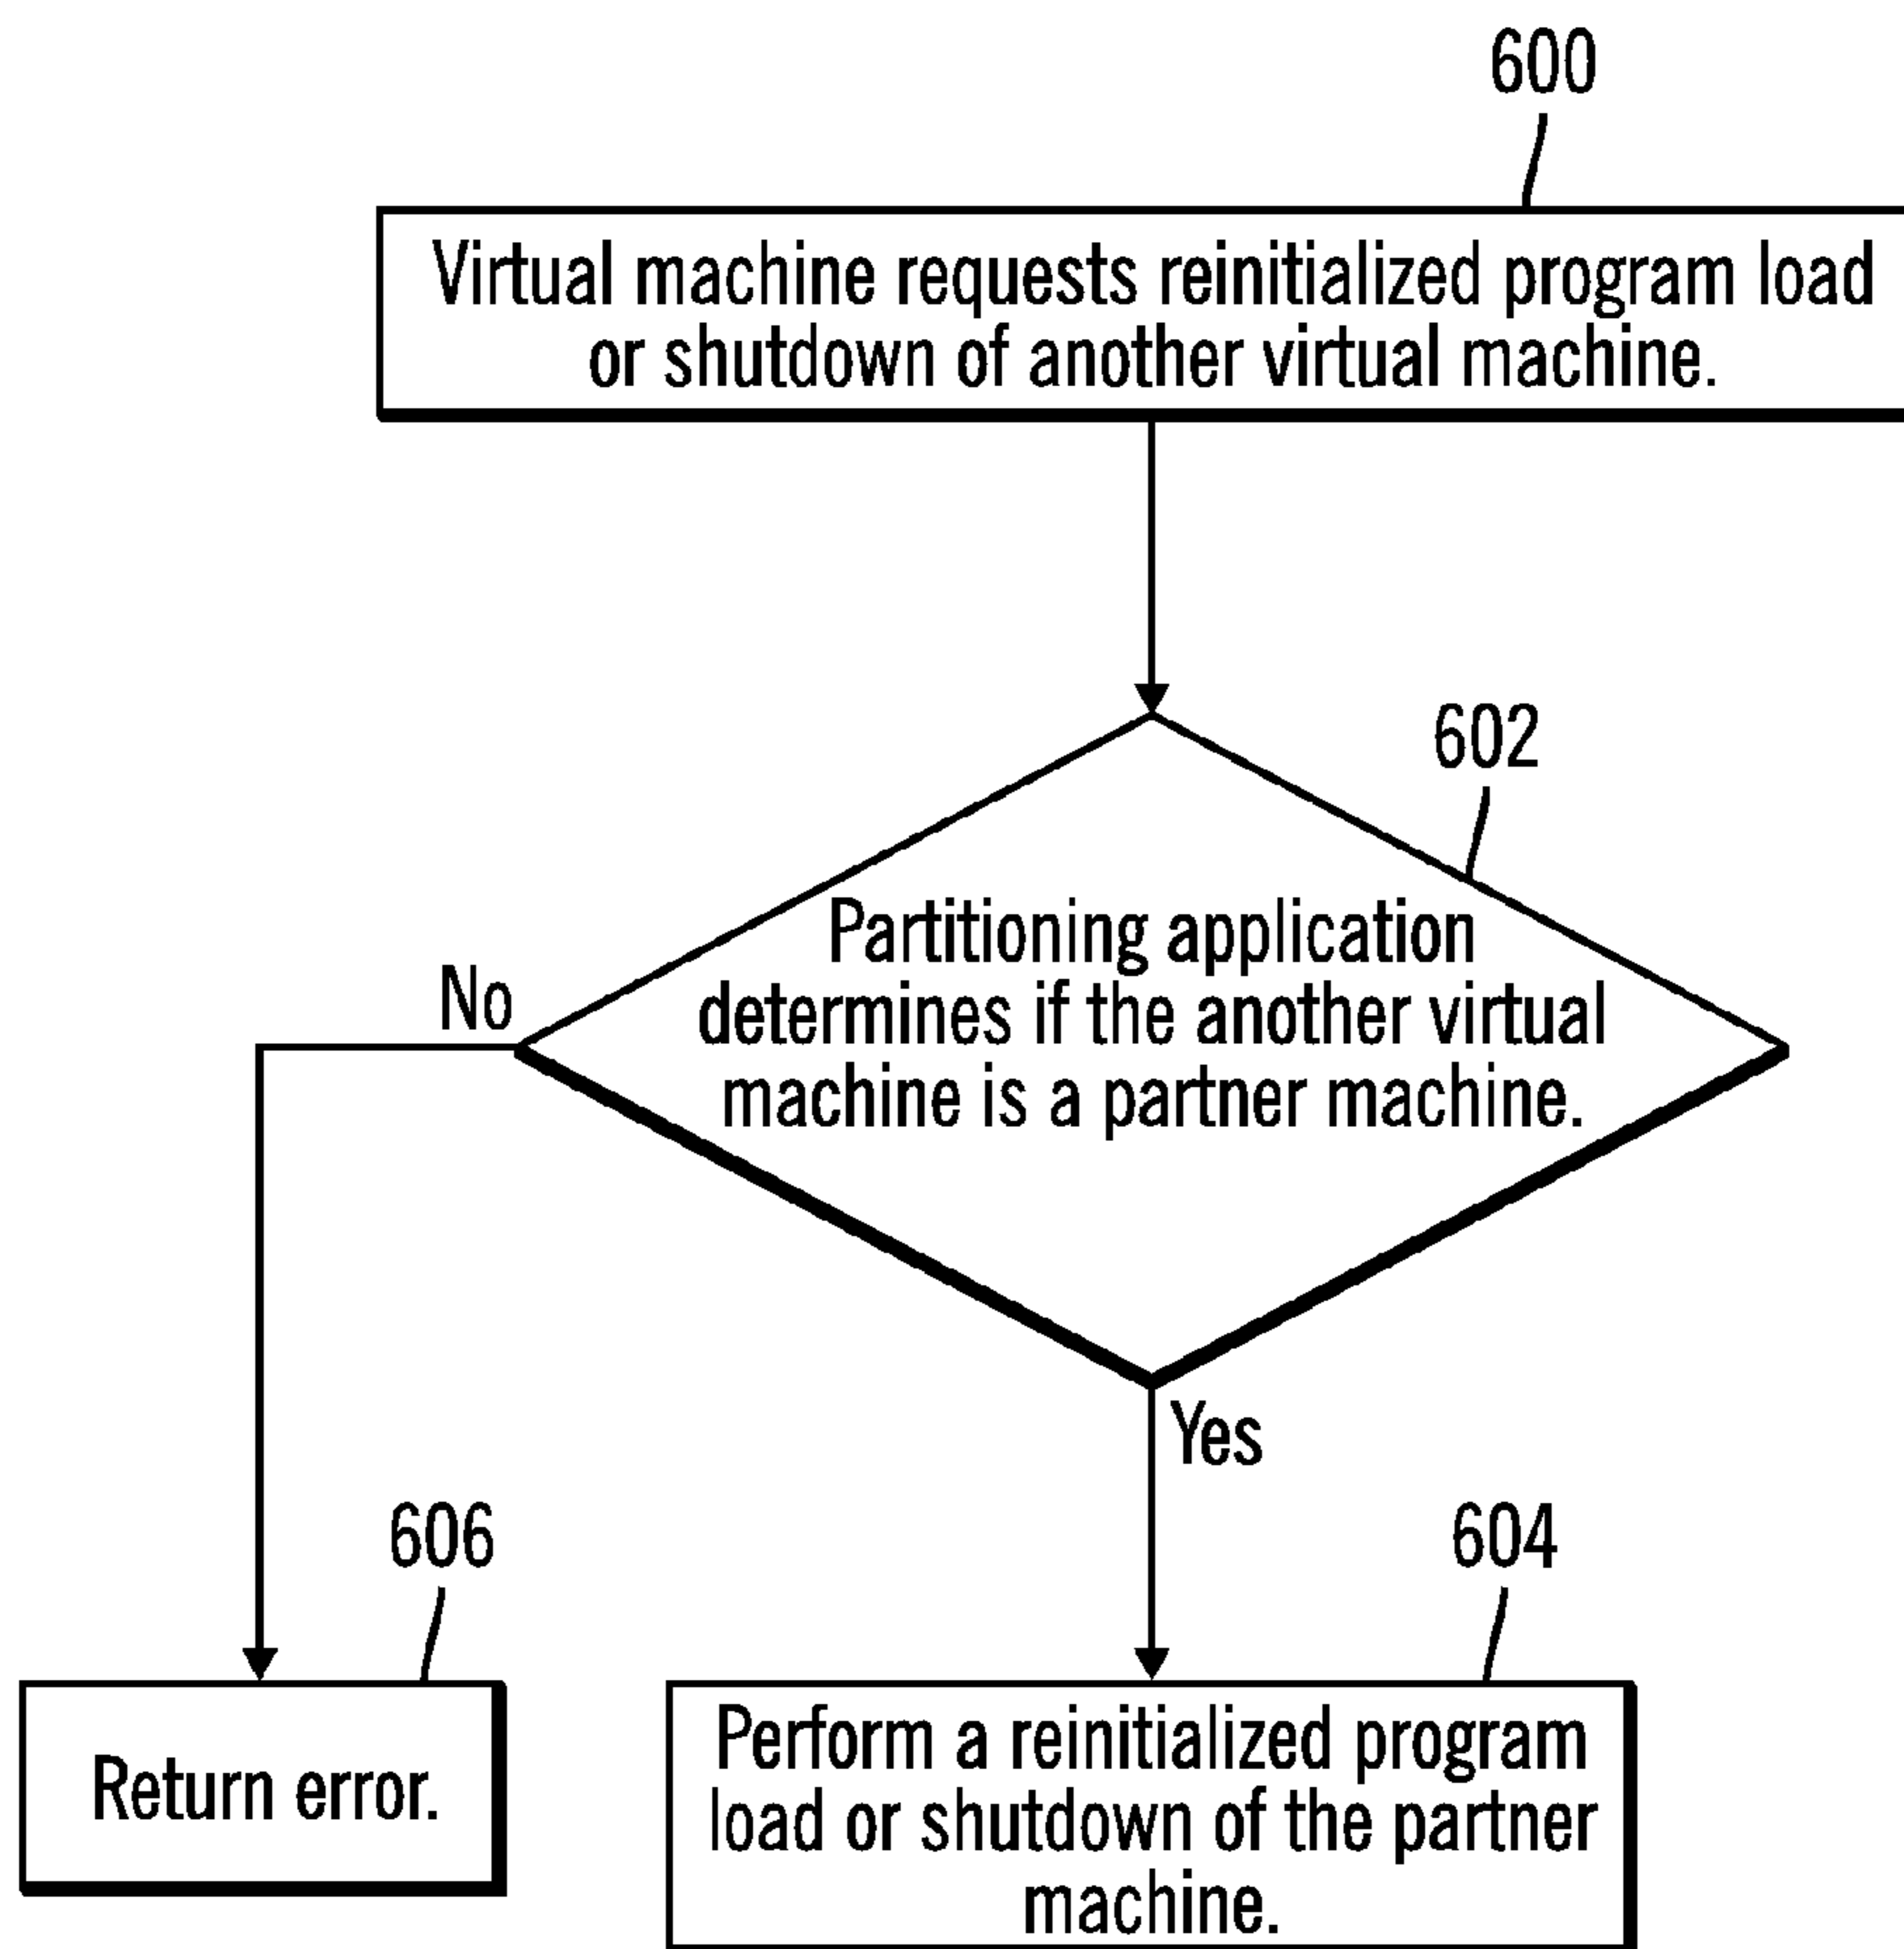 600
Virtual machine requests reinitialized program load
or shutdown of another virtual machine.
602
Partitioning application
determines if the another virtual
machine is a partner machine.
No
Yes
606
Return error.
604
Perform a reinitialized program
load or shutdown of the partner
machine.